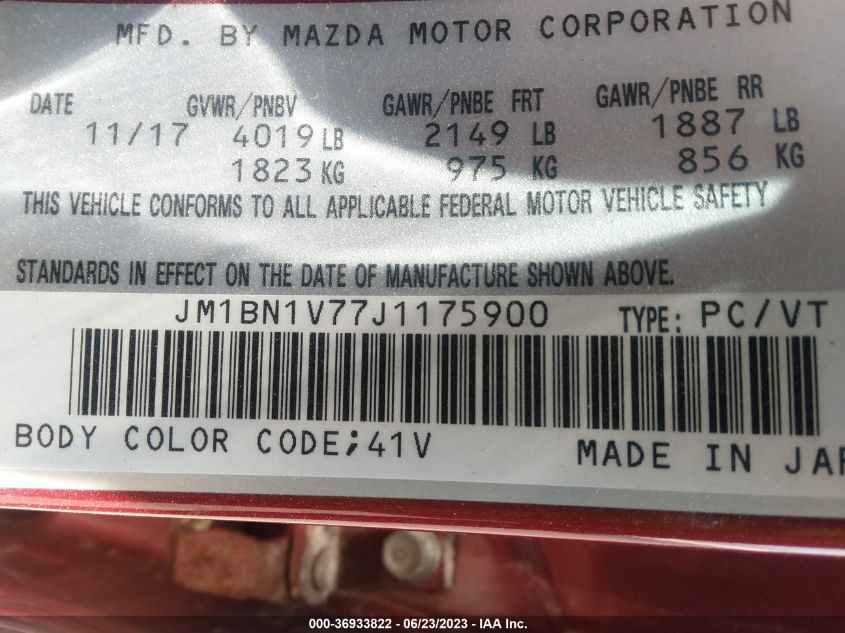 MFD. BY MAZDA MOTOR CORPORATION
DATE GVWR/PNBV GAWR/PNBE FRT GAWR/PNBE RR
11/17 4019 LB 2149 LB 1887 LB
1823 KG 975 KG 856 KG
THIS VEHICLE CONFORMS TO ALL APPLICABLE FEDERAL MOTOR VEHICLE SAFETY
STANDARDS IN EFFECT ON THE DATE OF MANUFACTURE SHOWN ABOVE.
JM1BN1V77J1175900 TYPE: PC/VT
BODY COLOR CODE;41V MADE IN JAP
000-36933822 - 06/23/2023 - IAA Inc.